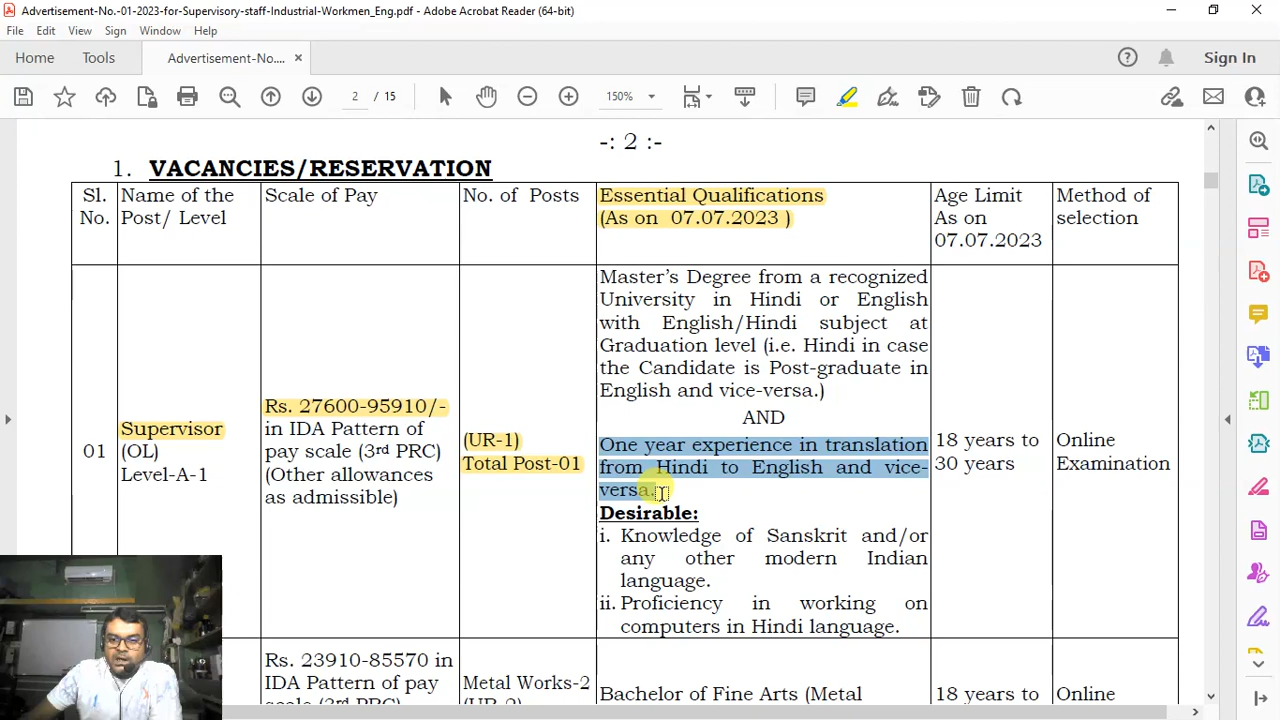 Advertisement-No.-01-2023-for-Supervisory-staff-Industrial-Workmen_Eng.pdf - Adobe Acrobat Reader (64-bit)
File Edit View Sign Window Help
Home Tools Advertisement-No.... × Sign In
2 / 15 150%
-: 2 :-
1. VACANCIES/RESERVATION
Sl. No.
Name of the Post/ Level
Scale of Pay
No. of Posts
Essential Qualifications
(As on 07.07.2023 )
Age Limit
As on
07.07.2023
Method of
selection
01
Supervisor
(OL)
Level-A-1
Rs. 27600-95910/-
in IDA Pattern of
pay scale (3rd PRC)
(Other allowances
as admissible)
(UR-1)
Total Post-01
Master's Degree from a recognized
University in Hindi or English
with English/Hindi subject at
Graduation level (i.e. Hindi in case
the Candidate is Post-graduate in
English and vice-versa.)
AND
One year experience in translation
from Hindi to English and vice-
versa.
Desirable:
i. Knowledge of Sanskrit and/or
any other modern Indian
language.
ii. Proficiency in working on
computers in Hindi language.
18 years to
30 years
Online
Examination
Rs. 23910-85570 in
IDA Pattern of pay
scale (3rd PRC)
Metal Works-2
(UR-2)
Bachelor of Fine Arts (Metal
18 years to
Online